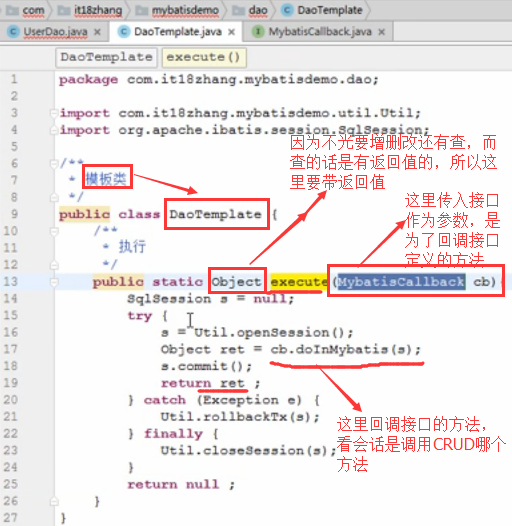 com it18zhang mybatisdemo dao DaoTemplate
UserDao.java × DaoTemplate.java × MybatisCallback.java ×
DaoTemplate execute()
1 package com.it18zhang.mybatisdemo.dao;
2
3 import com.it18zhang.mybatisdemo.util.Util;
4 import org.apache.ibatis.session.SqlSession;
5
6 /**
7 * 摸板类
8 */
9 public class DaoTemplate {
10 /**
11 * 执行
12 */
13 public static Object execute(MybatisCallback cb){
14 SqlSession s = null;
15 try {
16 s = Util.openSession();
17 Object ret = cb.doInMybatis(s);
18 s.commit();
19 return ret ;
20 } catch (Exception e) {
21 Util.rollbackTx(s);
22 } finally {
23 Util.closeSession(s);
24 }
25 return null ;
26 }
27 }
因为不光要增删改还有查，而
查的话是有返回值的，所以这
里要带返回值
这里传入接口
作为参数，是
为了回调接口
定义的方法
这里回调接口的方法，
看会话是调用CRUD哪个
方法